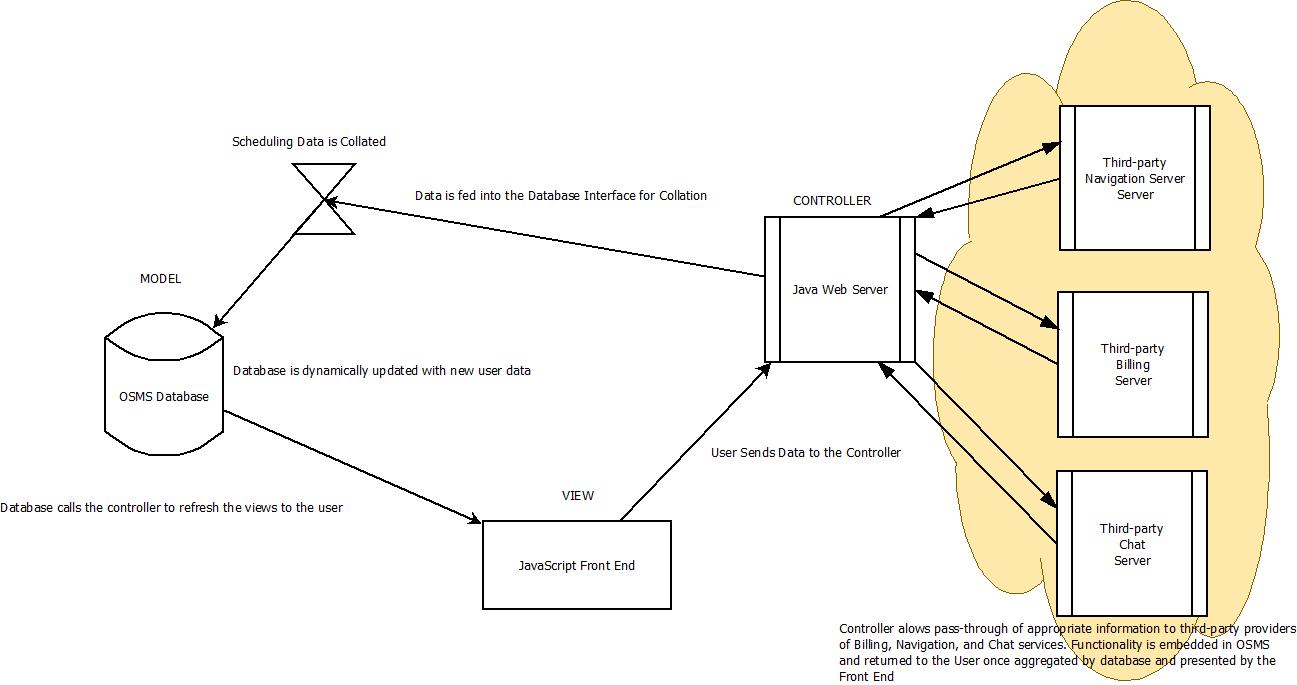 Scheduling Data is Collated
Data is fed into the Database Interface for Collation
CONTROLLER
Third-party
Navigation Server
Server
MODEL
Java Web Server
OSMS Database
Database is dynamically updated with new user data
Third-party
Billing
Server
User Sends Data to the Controller
VIEW
Database calls the controller to refresh the views to the user
JavaScript Front End
Third-party
Chat
Server
Controller alows pass-through of appropriate information to third-party providers
of Billing, Navigation, and Chat services. Functionality is embedded in OSMS
and returned to the User once aggregated by database and presented by the
Front End